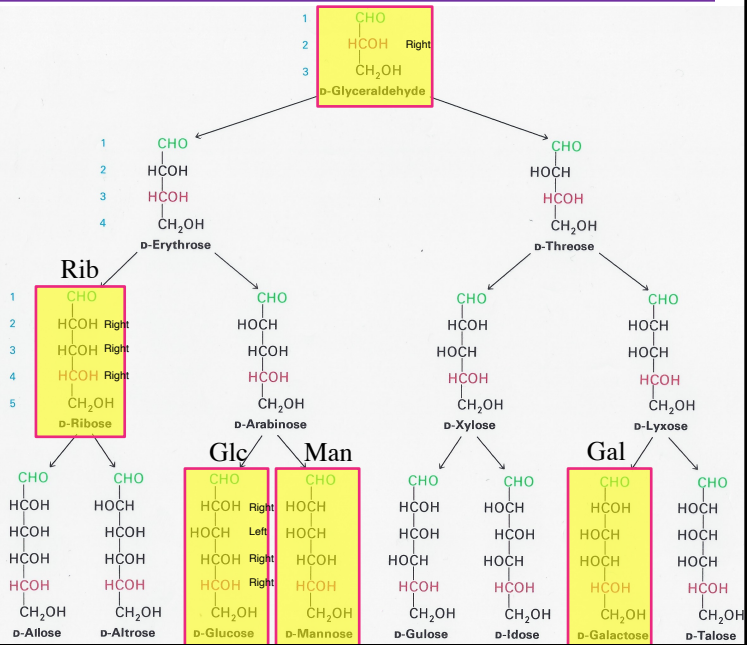 1 CHO
2 HCOH Right
3 CH₂OH
D-Glyceraldehyde
1 CHO CHO
2 HCOH HOCH
3 HCOH HCOH
4 CH₂OH CH₂OH
D-Erythrose D-Threose
Rib
1 CHO CHO CHO CHO
2 HCOH Right HOCH HCOH HOCH
3 HCOH Right HCOH HOCH HOCH
4 HCOH Right HCOH HCOH HCOH
5 CH₂OH CH₂OH CH₂OH CH₂OH
D-Ribose D-Arabinose D-Xylose D-Lyxose
Glc Man Gal
CHO CHO CHO CHO CHO CHO CHO CHO
HCOH HOCH HCOH Right HOCH HCOH HOCH HCOH HOCH
HCOH HCOH HOCH Left HOCH HCOH HCOH HOCH HOCH
HCOH HCOH HCOH Right HCOH HOCH HOCH HOCH HOCH
HCOH HCOH HCOH Right HCOH HCOH HCOH HCOH HCOH
CH₂OH CH₂OH CH₂OH CH₂OH CH₂OH CH₂OH CH₂OH CH₂OH
D-Allose D-Altrose D-Glucose D-Mannose D-Gulose D-Idose D-Galactose D-Talose